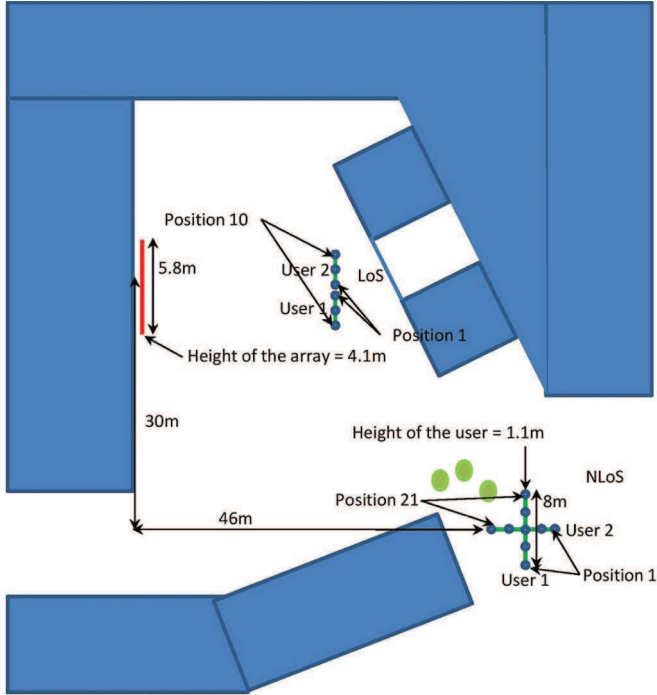 Position 10
User 2
LoS
5.8m
User 1
Position 1
Height of the array = 4.1m
30m
Height of the user = 1.1m
NLoS
Position 21
8m
46m
User 2
Position 1
User 1